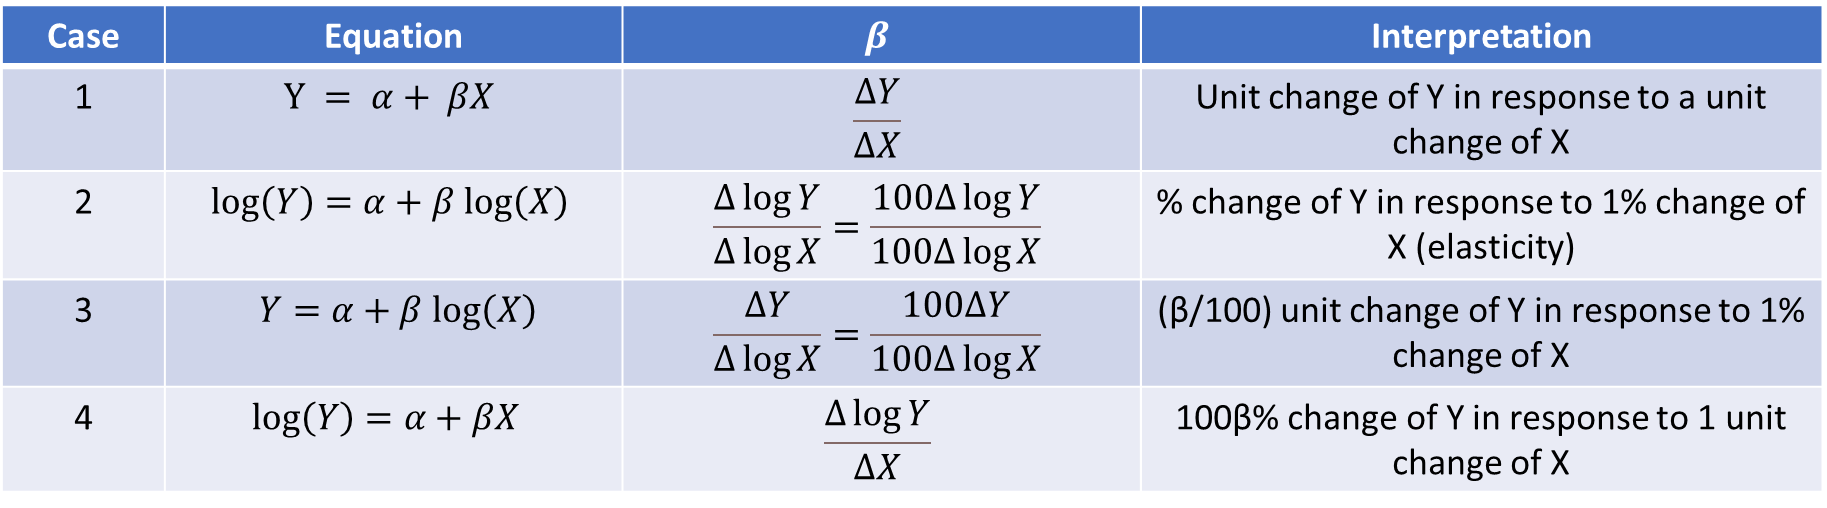 Case Equation β Interpretation
1 Y = α + βX ΔY/ΔX Unit change of Y in response to a unit
change of X
2 log(Y) = α + β log(X) Δ log Y/Δ log X = 100Δ log Y/100Δ log X % change of Y in response to 1% change of
X (elasticity)
3 Y = α + β log(X) ΔY/Δ log X = 100ΔY/100Δ log X (β/100) unit change of Y in response to 1%
change of X
4 log(Y) = α + βX Δ log Y/ΔX 100β% change of Y in response to 1 unit
change of X